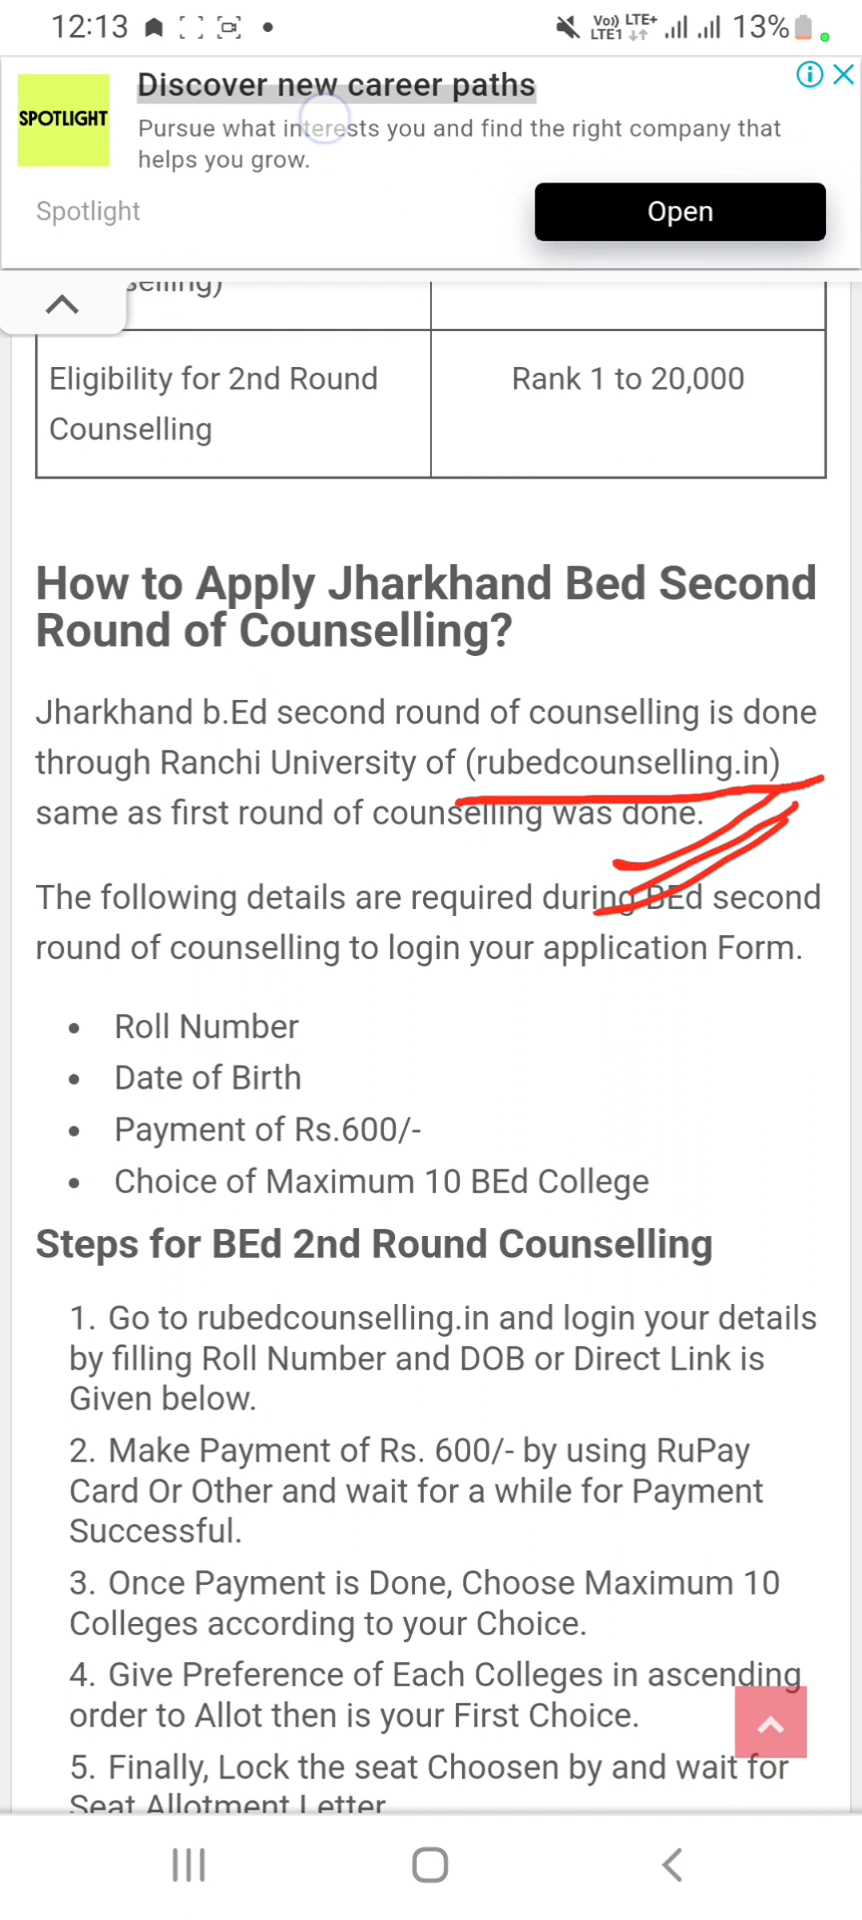 12:13
Vo)) LTE+
LTE1
13%
Discover new career paths
SPOTLIGHT
Pursue what interests you and find the right company that
helps you grow.
Spotlight
Open
Eligibility for 2nd Round
Counselling
Rank 1 to 20,000
How to Apply Jharkhand Bed Second
Round of Counselling?
Jharkhand b.Ed second round of counselling is done
through Ranchi University of (rubedcounselling.in)
same as first round of counselling was done.
The following details are required during BEd second
round of counselling to login your application Form.
• Roll Number
• Date of Birth
• Payment of Rs.600/-
• Choice of Maximum 10 BEd College
Steps for BEd 2nd Round Counselling
1. Go to rubedcounselling.in and login your details
by filling Roll Number and DOB or Direct Link is
Given below.
2. Make Payment of Rs. 600/- by using RuPay
Card Or Other and wait for a while for Payment
Successful.
3. Once Payment is Done, Choose Maximum 10
Colleges according to your Choice.
4. Give Preference of Each Colleges in ascending
order to Allot then is your First Choice.
5. Finally, Lock the seat Choosen by and wait for
Seat Allotment Letter